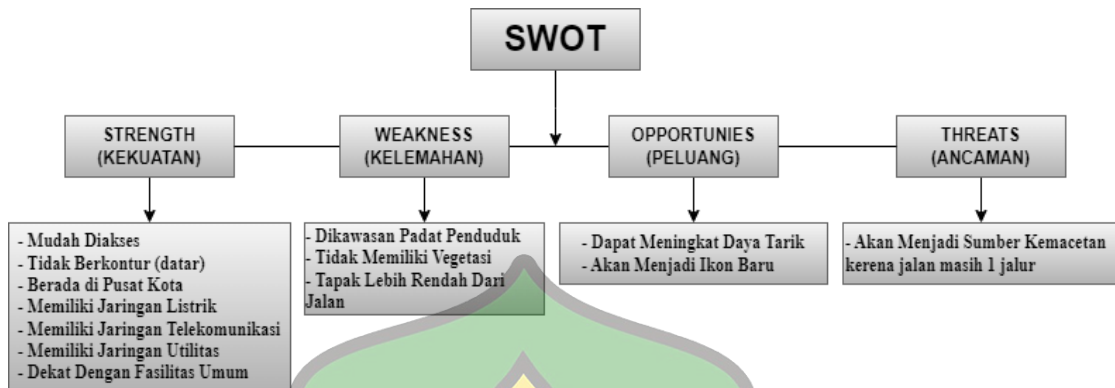 SWOT
STRENGTH
(KEKUATAN)
WEAKNESS
(KELEMAHAN)
OPPORTUNIES
(PELUANG)
THREATS
(ANCAMAN)
- Mudah Diakses
- Tidak Berkontur (datar)
- Berada di Pusat Kota
- Memiliki Jaringan Listrik
- Memiliki Jaringan Telekomunikasi
- Memiliki Jaringan Utilitas
- Dekat Dengan Fasilitas Umum
- Dikawasan Padat Penduduk
- Tidak Memiliki Vegetasi
- Tapak Lebih Rendah Dari
Jalan
- Dapat Meningkat Daya Tarik
- Akan Menjadi Ikon Baru
- Akan Menjadi Sumber Kemacetan
kerena jalan masih 1 jalur